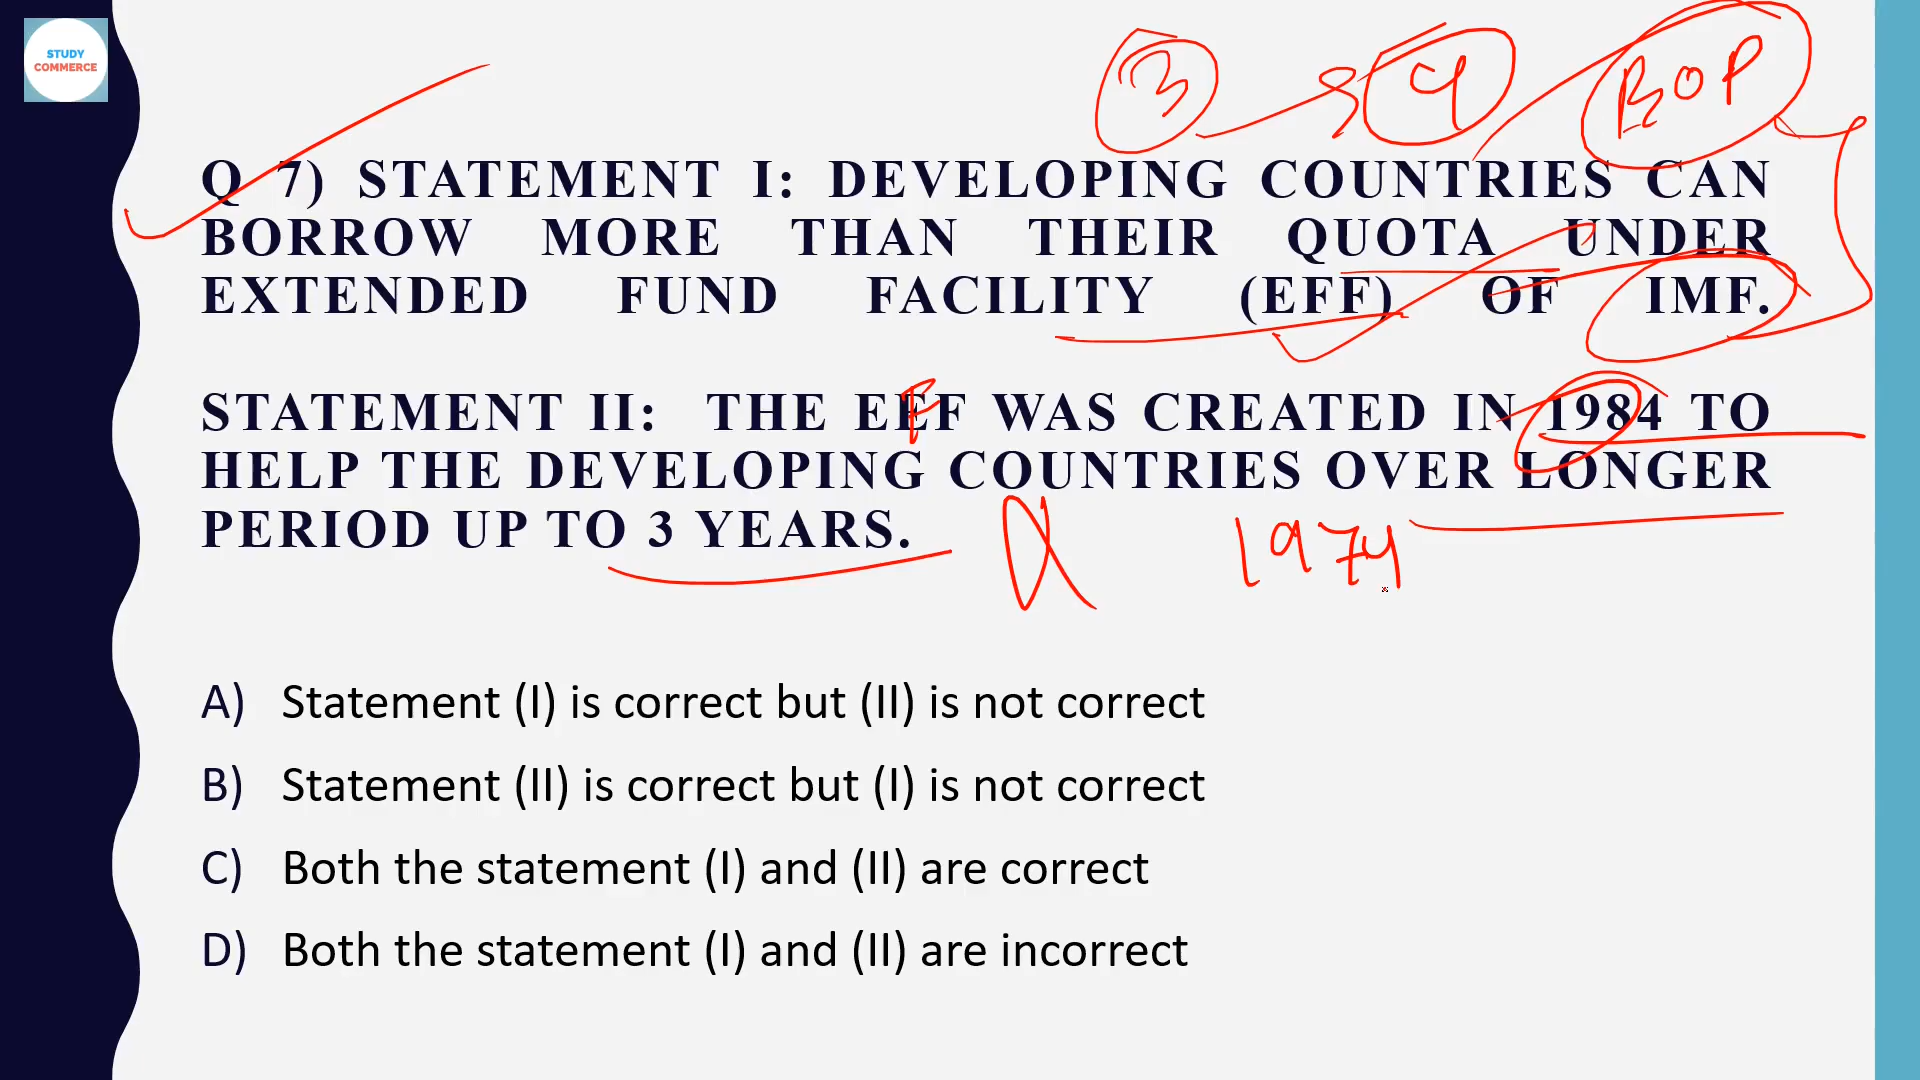 STUDY
COMMERCE
3 4 BOP
Q 7) STATEMENT I: DEVELOPING COUNTRIES CAN
BORROW MORE THAN THEIR QUOTA UNDER
EXTENDED FUND FACILITY (EFF) OF IMF.
STATEMENT II: THE EEF WAS CREATED IN 1984 TO
F
HELP THE DEVELOPING COUNTRIES OVER LONGER
PERIOD UP TO 3 YEARS.
1974
A) Statement (I) is correct but (II) is not correct
B) Statement (II) is correct but (I) is not correct
C) Both the statement (I) and (II) are correct
D) Both the statement (I) and (II) are incorrect